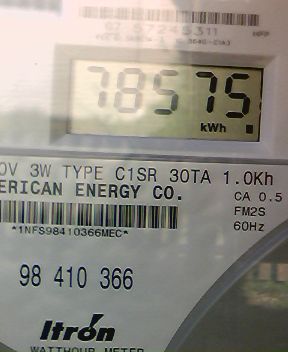 78575
kWh
0V 3W TYPE C1SR 30TA 1.0Kh
ERICAN ENERGY CO.
CA 0.5
FM2S
*1NFS98410366MEC*
60Hz
98 410 366
Itrón
WATTHOUR METER